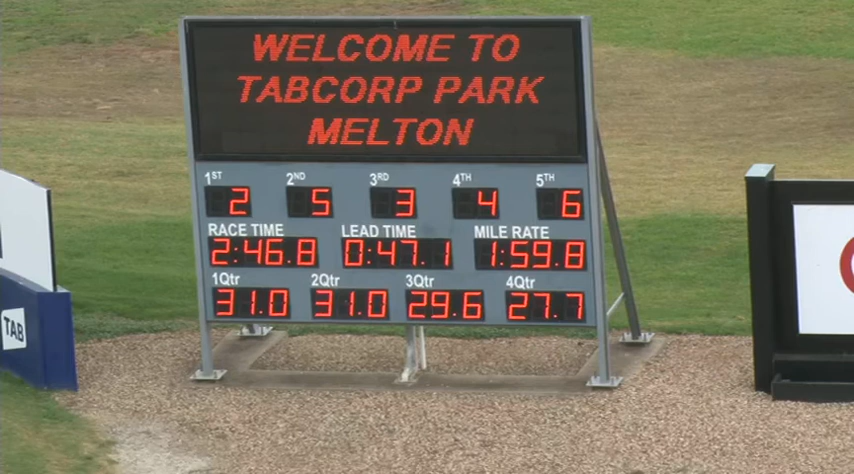 WELCOME TO
TABCORP PARK
MELTON
1ST 2ND 3RD 4TH 5TH
2 5 3 4 6
RACE TIME LEAD TIME MILE RATE
2:46.8 0:47.1 1:59.8
1Qtr 2Qtr 3Qtr 4Qtr
31.0 31.0 29.6 27.7
TAB